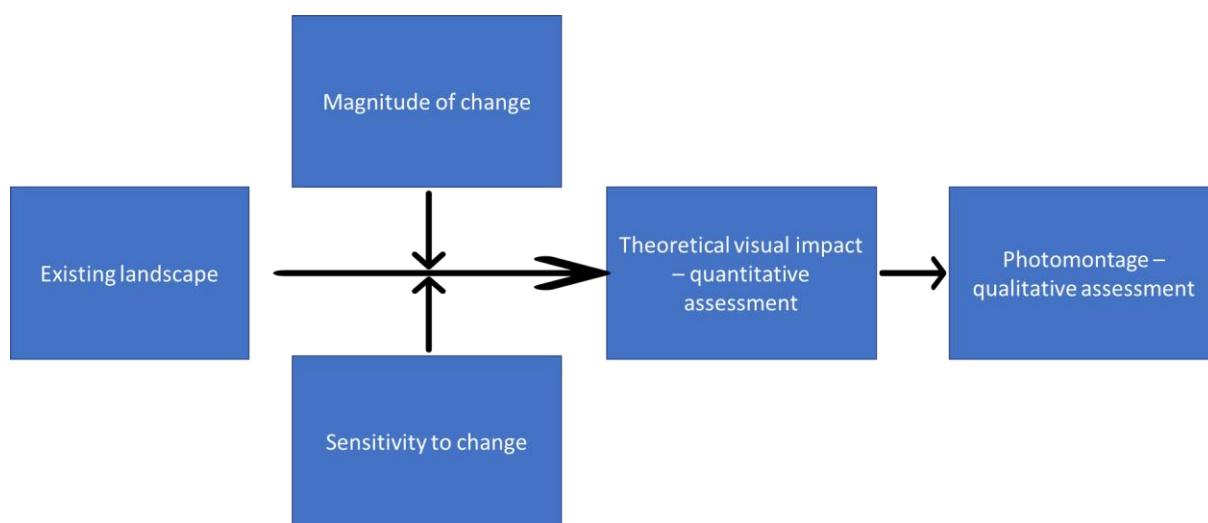 Magnitude of change
Existing landscape
Theoretical visual impact
– quantitative
assessment
Photomontage –
qualitative assessment
Sensitivity to change